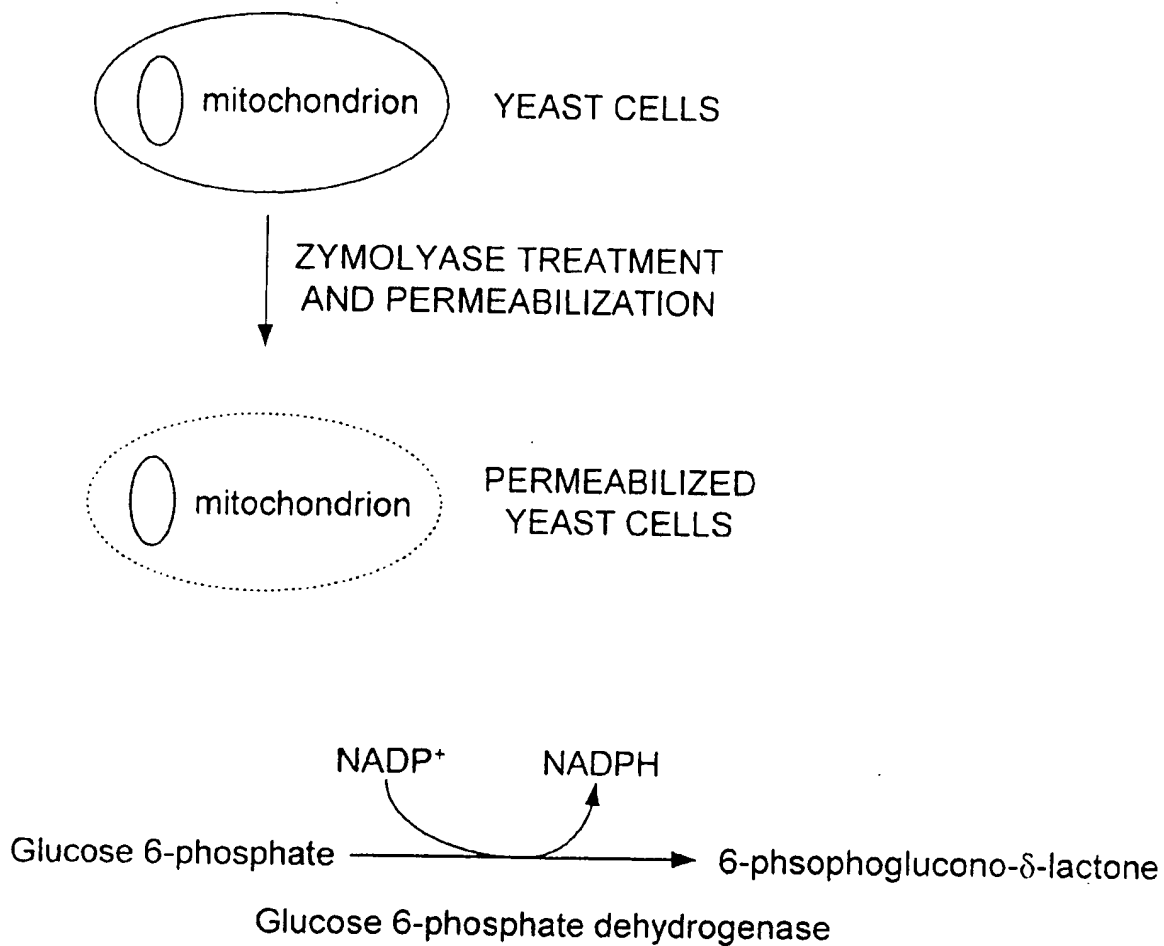 mitochondrion
YEAST CELLS
ZYMOLYASE TREATMENT
AND PERMEABILIZATION
mitochondrion
PERMEABILIZED
YEAST CELLS
NADP⁺
NADPH
Glucose 6-phosphate
6-phsophoglucono-δ-lactone
Glucose 6-phosphate dehydrogenase